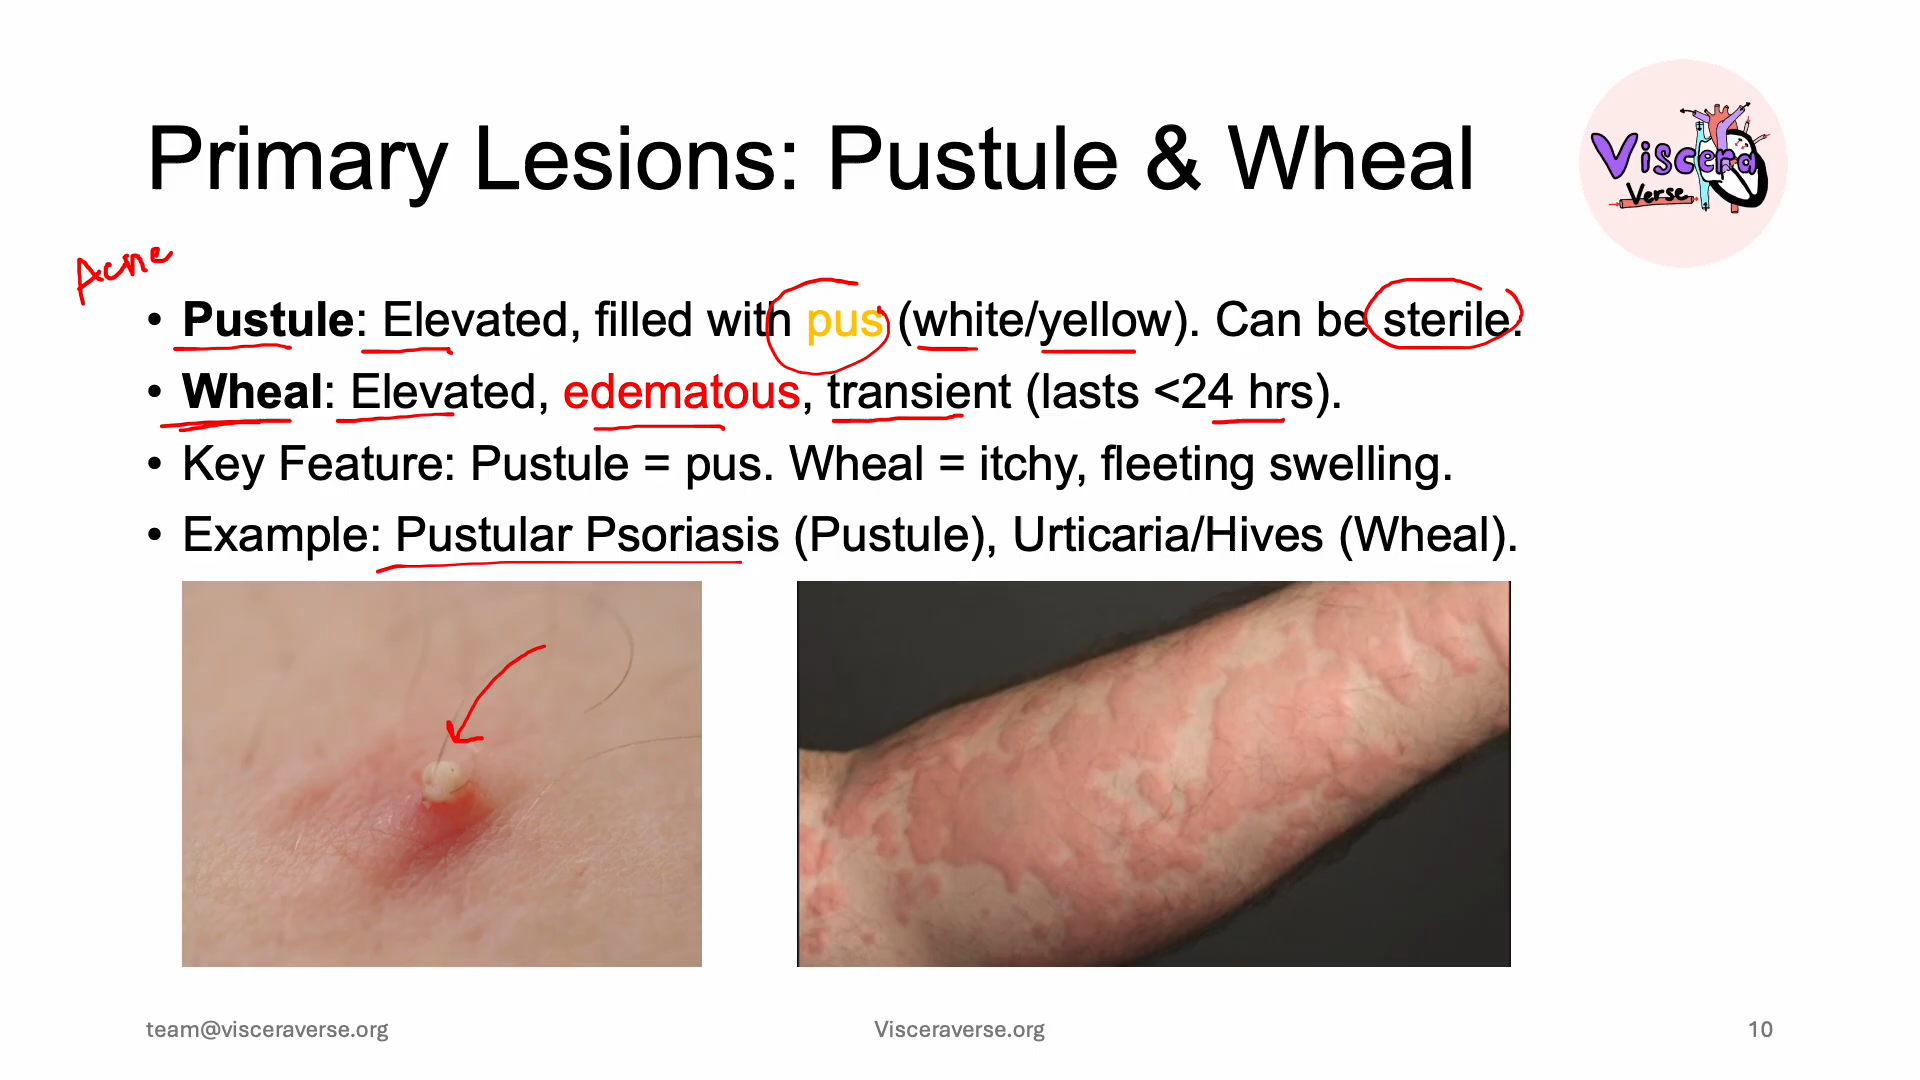 Primary Lesions: Pustule & Wheal
Viscera
Verse
Acne
• Pustule: Elevated, filled with pus (white/yellow). Can be sterile.
• Wheal: Elevated, edematous, transient (lasts <24 hrs).
• Key Feature: Pustule = pus. Wheal = itchy, fleeting swelling.
• Example: Pustular Psoriasis (Pustule), Urticaria/Hives (Wheal).
team@visceraverse.org
Visceraverse.org
10